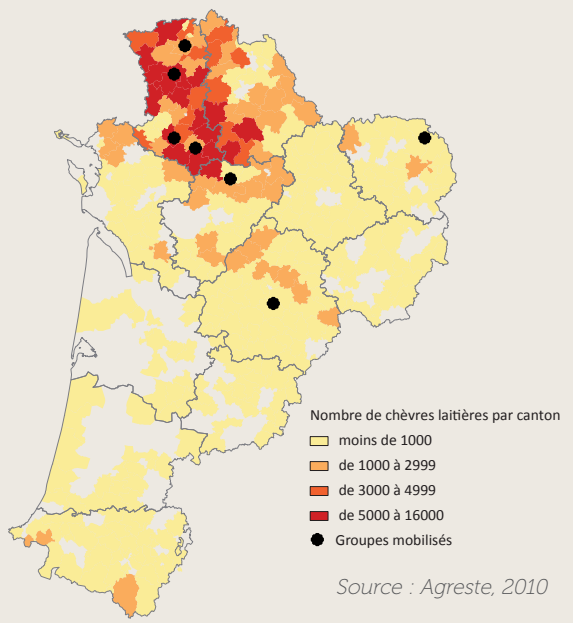 Nombre de chèvres laitières par canton
moins de 1000
de 1000 à 2999
de 3000 à 4999
de 5000 à 16000
Groupes mobilisés
Source : Agreste, 2010